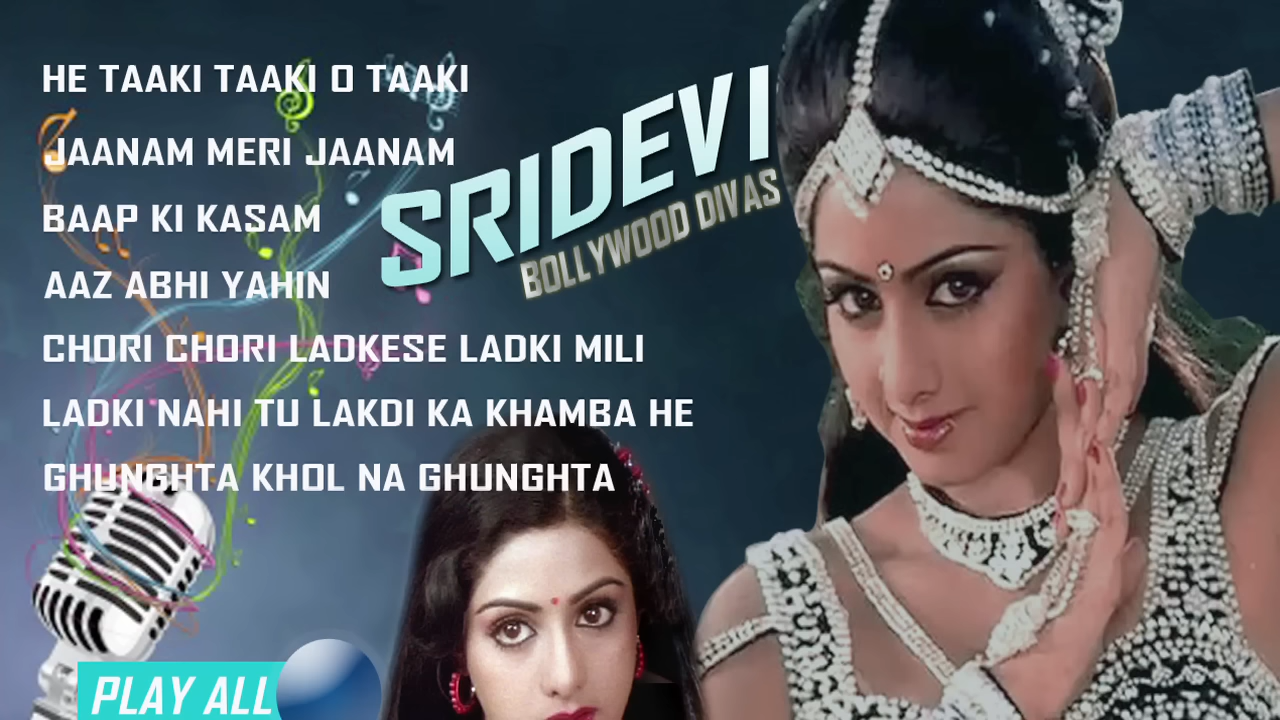 HE TAAKI TAAKI O TAAKI
JAANAM MERI JAANAM
BAAP KI KASAM
AAZ ABHI YAHIN
CHORI CHORI LADKESE LADKI MILI
LADKI NAHI TU LAKDI KA KHAMBA HE
GHUNGHTA KHOL NA GHUNGHTA
SRIDEVI
BOLLYWOOD DIVAS
PLAY ALL